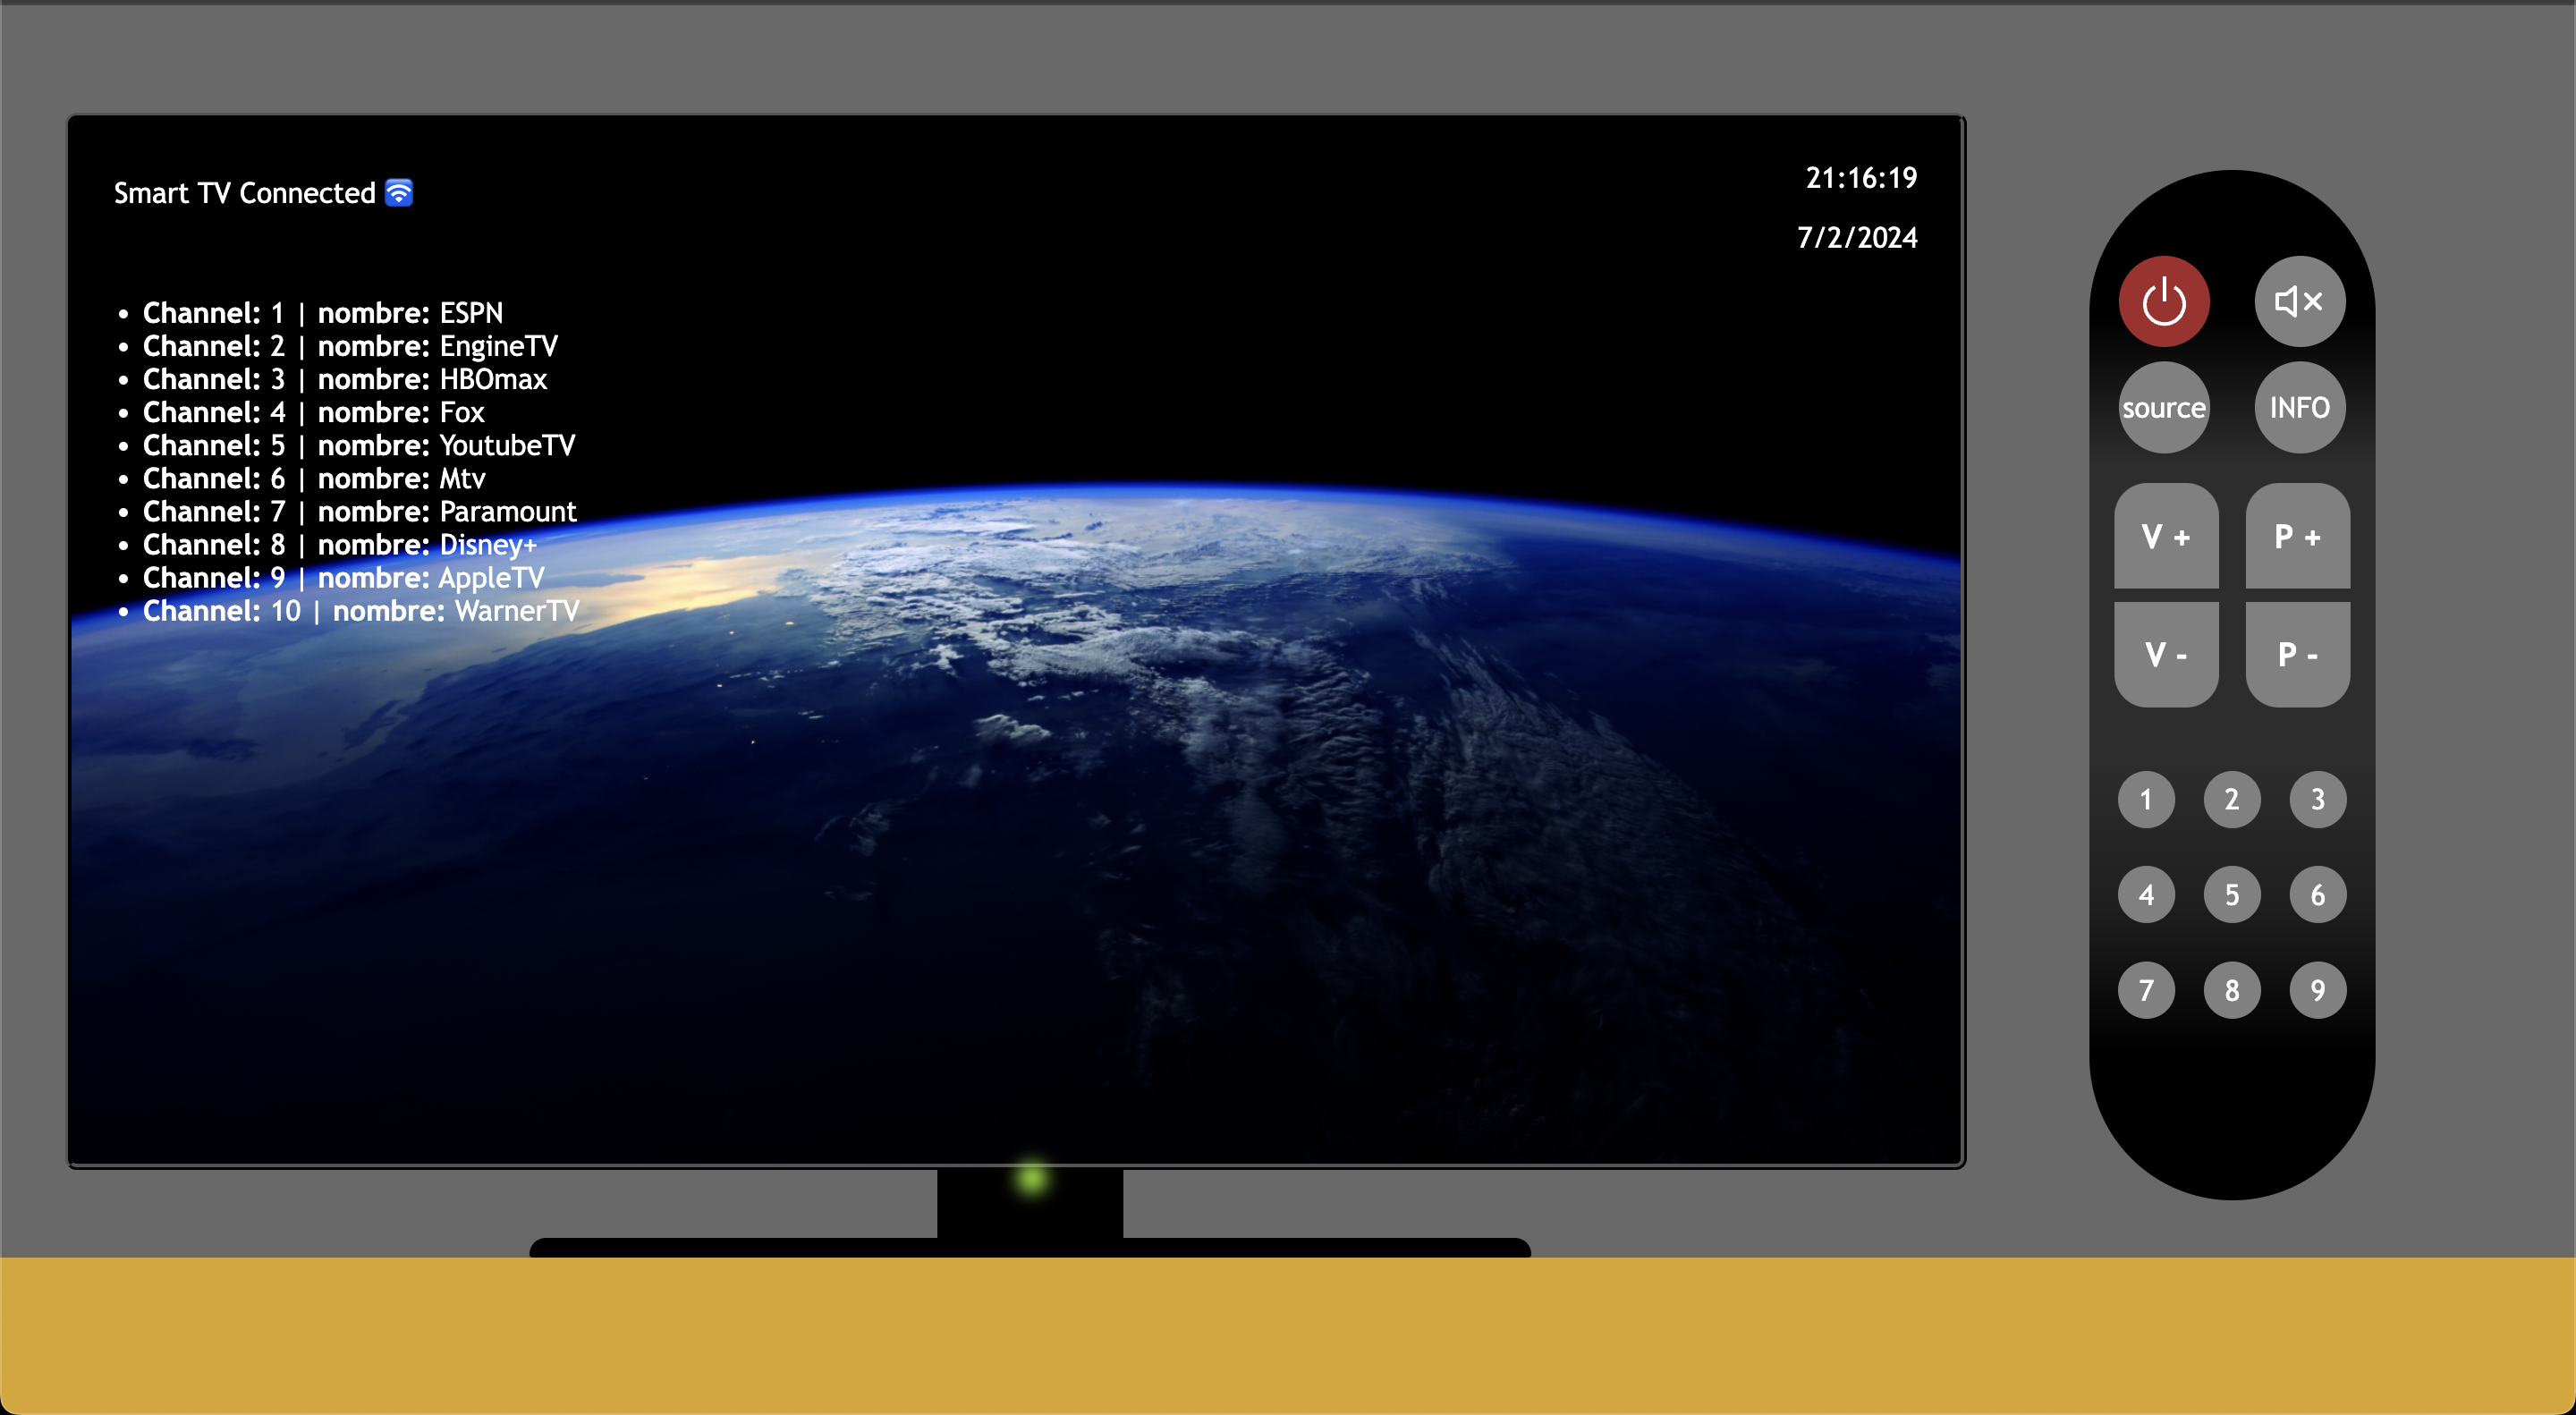 Smart TV Connected
21:16:19
7/2/2024
• Channel: 1 | nombre: ESPN
• Channel: 2 | nombre: EngineTV
• Channel: 3 | nombre: HBOmax
• Channel: 4 | nombre: Fox
• Channel: 5 | nombre: YoutubeTV
• Channel: 6 | nombre: Mtv
• Channel: 7 | nombre: Paramount
• Channel: 8 | nombre: Disney+
• Channel: 9 | nombre: AppleTV
• Channel: 10 | nombre: WarnerTV
source INFO
V + P +
V - P -
1 2 3
4 5 6
7 8 9